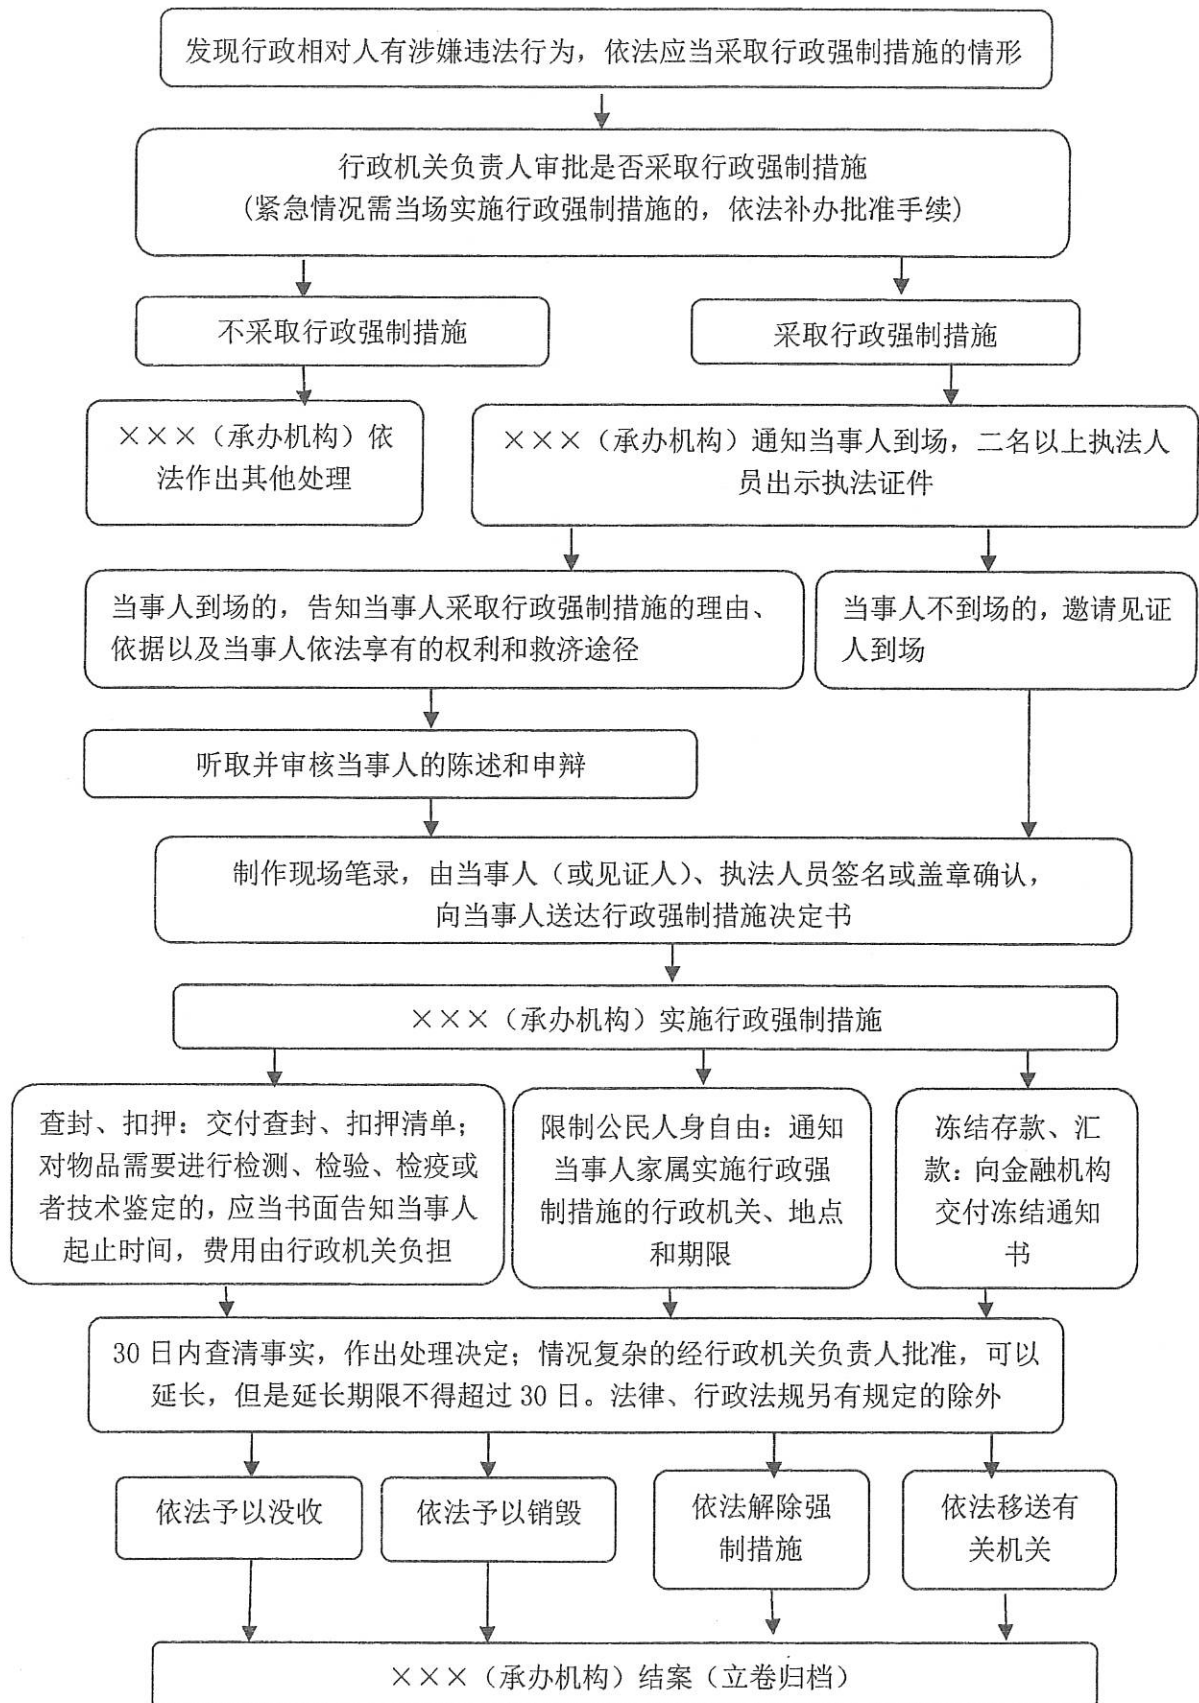 发现行政相对人有涉嫌违法行为，依法应当采取行政强制措施的情形
行政机关负责人审批是否采取行政强制措施
(紧急情况需当场实施行政强制措施的，依法补办批准手续)
不采取行政强制措施
采取行政强制措施
×××（承办机构）依
法作出其他处理
×××（承办机构）通知当事人到场，二名以上执法人
员出示执法证件
当事人到场的，告知当事人采取行政强制措施的理由、
依据以及当事人依法享有的权利和救济途径
当事人不到场的，邀请见证
人到场
听取并审核当事人的陈述和申辩
制作现场笔录，由当事人（或见证人）、执法人员签名或盖章确认，
向当事人送达行政强制措施决定书
×××（承办机构）实施行政强制措施
查封、扣押：交付查封、扣押清单；
对物品需要进行检测、检验、检疫或
者技术鉴定的，应当书面告知当事人
起止时间，费用由行政机关负担
限制公民人身自由：通知
当事人家属实施行政强
制措施的行政机关、地点
和期限
冻结存款、汇
款：向金融机构
交付冻结通知
书
30 日内查清事实，作出处理决定；情况复杂的经行政机关负责人批准，可以
延长，但是延长期限不得超过 30 日。法律、行政法规另有规定的除外
依法予以没收
依法予以销毁
依法解除强
制措施
依法移送有
关机关
×××（承办机构）结案（立卷归档）